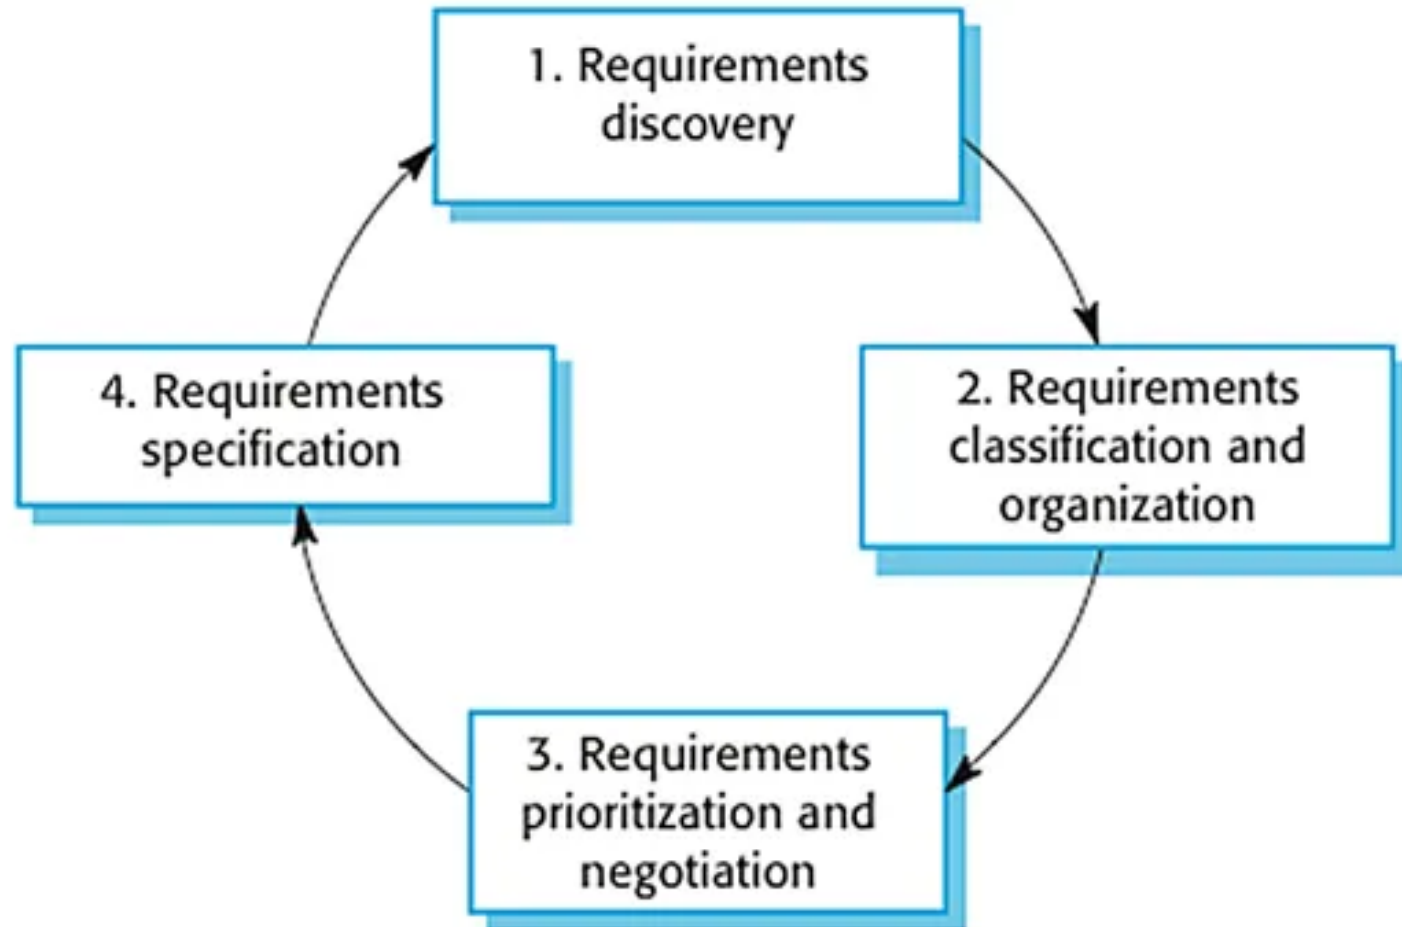 1. Requirements
discovery
2. Requirements
classification and
organization
3. Requirements
prioritization and
negotiation
4. Requirements
specification